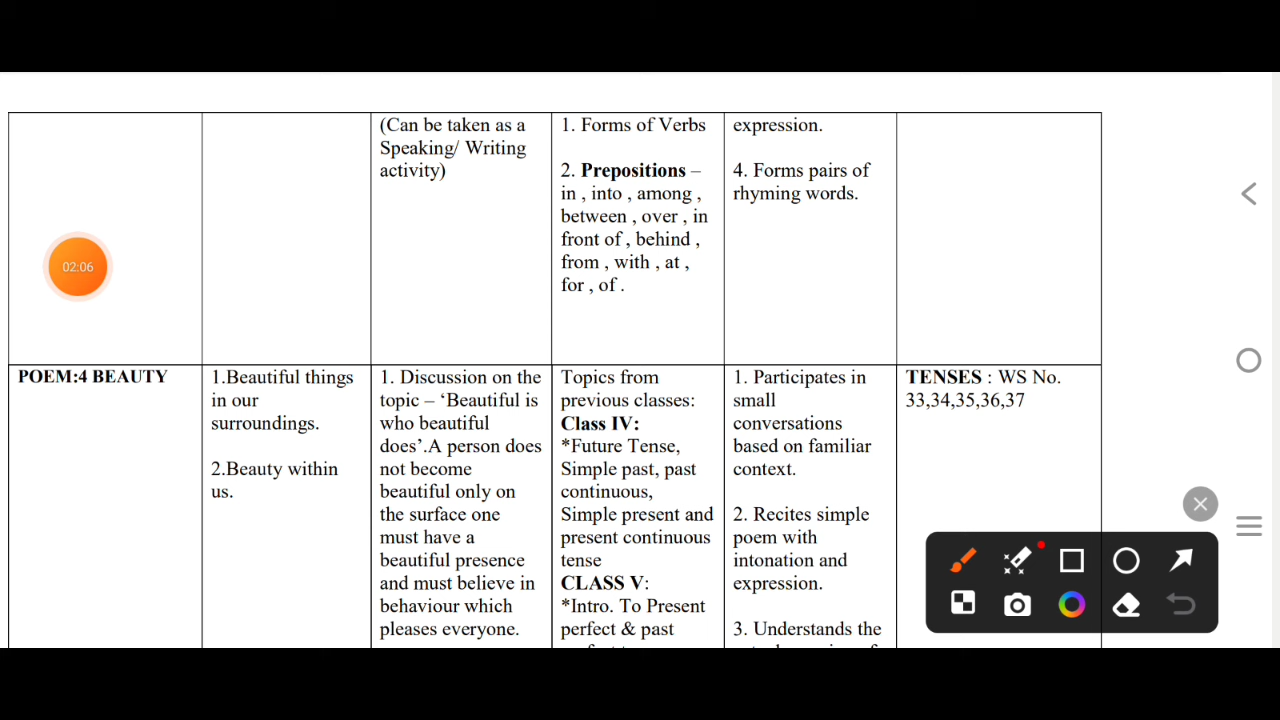 (Can be taken as a
Speaking/ Writing
activity)
1. Forms of Verbs
2. Prepositions –
in , into , among ,
between , over , in
front of , behind ,
from , with , at ,
for , of .
expression.
4. Forms pairs of
rhyming words.
02:06
POEM:4 BEAUTY
1.Beautiful things
in our
surroundings.
2.Beauty within
us.
1. Discussion on the
topic – ‘Beautiful is
who beautiful
does’.A person does
not become
beautiful only on
the surface one
must have a
beautiful presence
and must believe in
behaviour which
pleases everyone.
Topics from
previous classes:
Class IV:
*Future Tense,
Simple past, past
continuous,
Simple present and
present continuous
tense
CLASS V:
*Intro. To Present
perfect & past
1. Participates in
small
conversations
based on familiar
context.
2. Recites simple
poem with
intonation and
expression.
3. Understands the
TENSES : WS No.
33,34,35,36,37